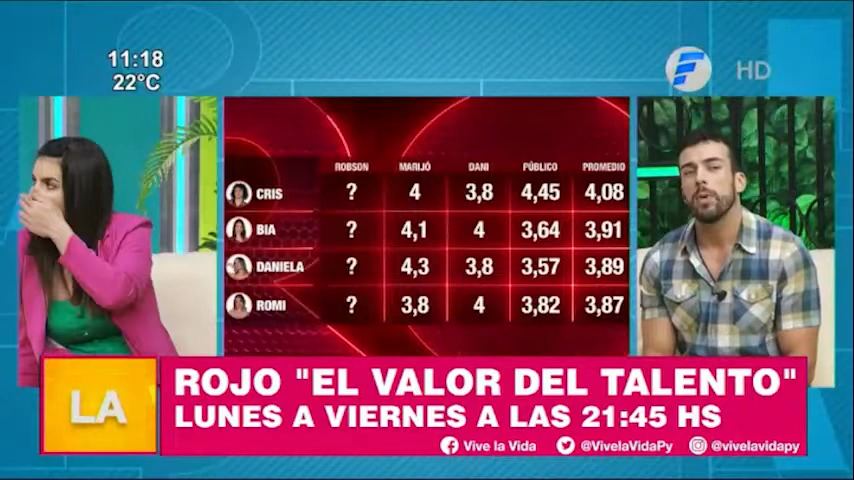 11:18
22°C
HD
ROBSON MARIJÓ DANI PÚBLICO PROMEDIO
CRIS ? 4 3,8 4,45 4,08
BIA ? 4,1 4 3,64 3,91
DANIELA ? 4,3 3,8 3,57 3,89
ROMI ? 3,8 4 3,82 3,87
LA
ROJO "EL VALOR DEL TALENTO"
LUNES A VIERNES A LAS 21:45 HS
Vive la Vida @VivelaVidaPy @vivelavidapy